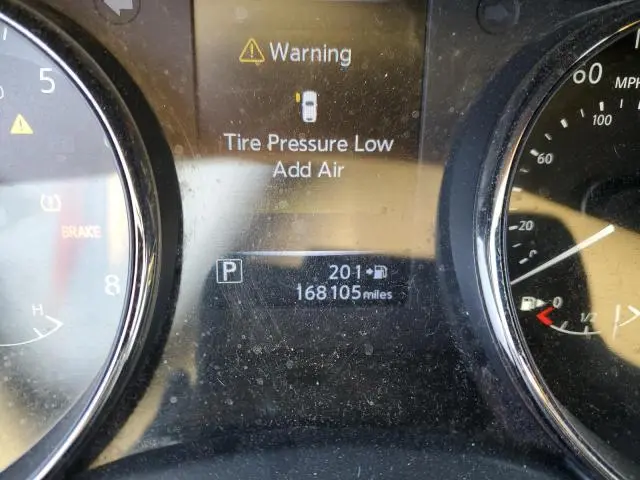 Warning
Tire Pressure Low
Add Air
P
201
168105 miles
5
BRAKE
8
H
60
MPH
100
60
20
0
1/2